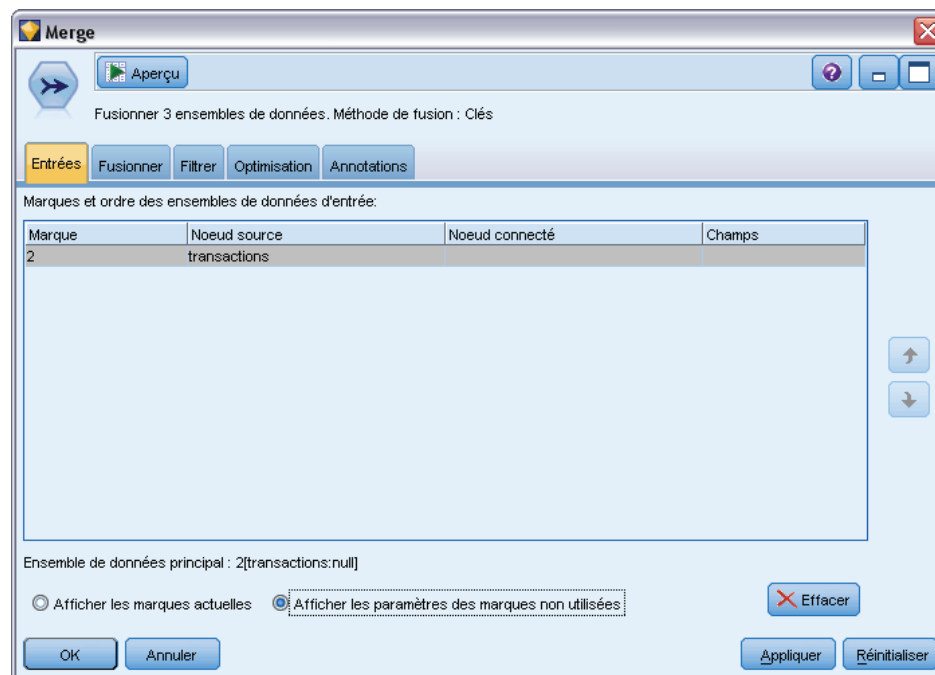 Merge
Aperçu
Fusionner 3 ensembles de données. Méthode de fusion : Clés
Entrées Fusionner Filtrer Optimisation Annotations
Marques et ordre des ensembles de données d'entrée:
Marque Noeud source Noeud connecté Champs
2 transactions
Ensemble de données principal : 2[transactions:null]
Afficher les marques actuelles Afficher les paramètres des marques non utilisées Effacer
OK Annuler Appliquer Réinitialiser